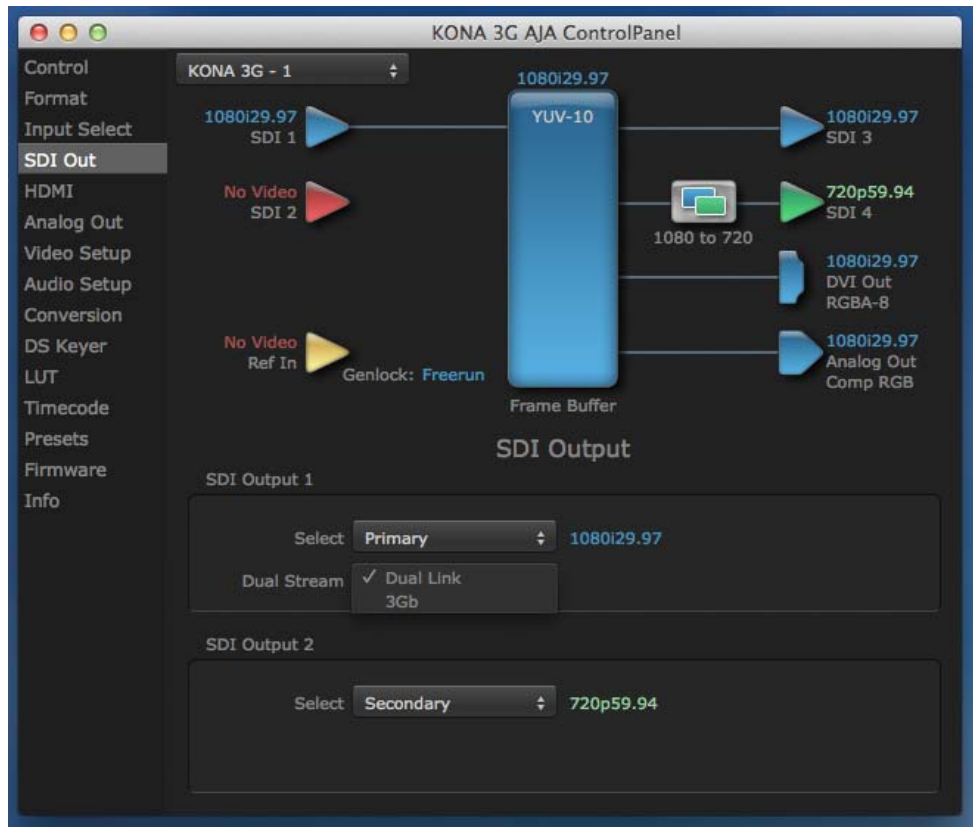 KONA 3G AJA ControlPanel
Control
Format
Input Select
SDI Out
HDMI
Analog Out
Video Setup
Audio Setup
Conversion
DS Keyer
LUT
Timecode
Presets
Firmware
Info
KONA 3G - 1
1080i29.97
YUV-10
1080i29.97
SDI 1
No Video
SDI 2
No Video
Ref In
Genlock: Freerun
Frame Buffer
1080i29.97
SDI 3
1080 to 720
720p59.94
SDI 4
1080i29.97
DVI Out
RGBA-8
1080i29.97
Analog Out
Comp RGB
SDI Output
SDI Output 1
Select Primary 1080i29.97
Dual Stream ✓ Dual Link
3Gb
SDI Output 2
Select Secondary 720p59.94